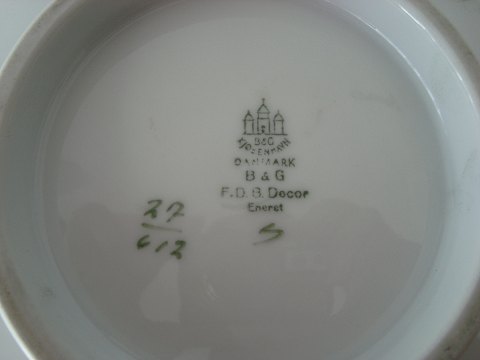 B&G
KJØBENHAVN
DANMARK
B & G
F.D.B. Decor
Eneret
27
612
S